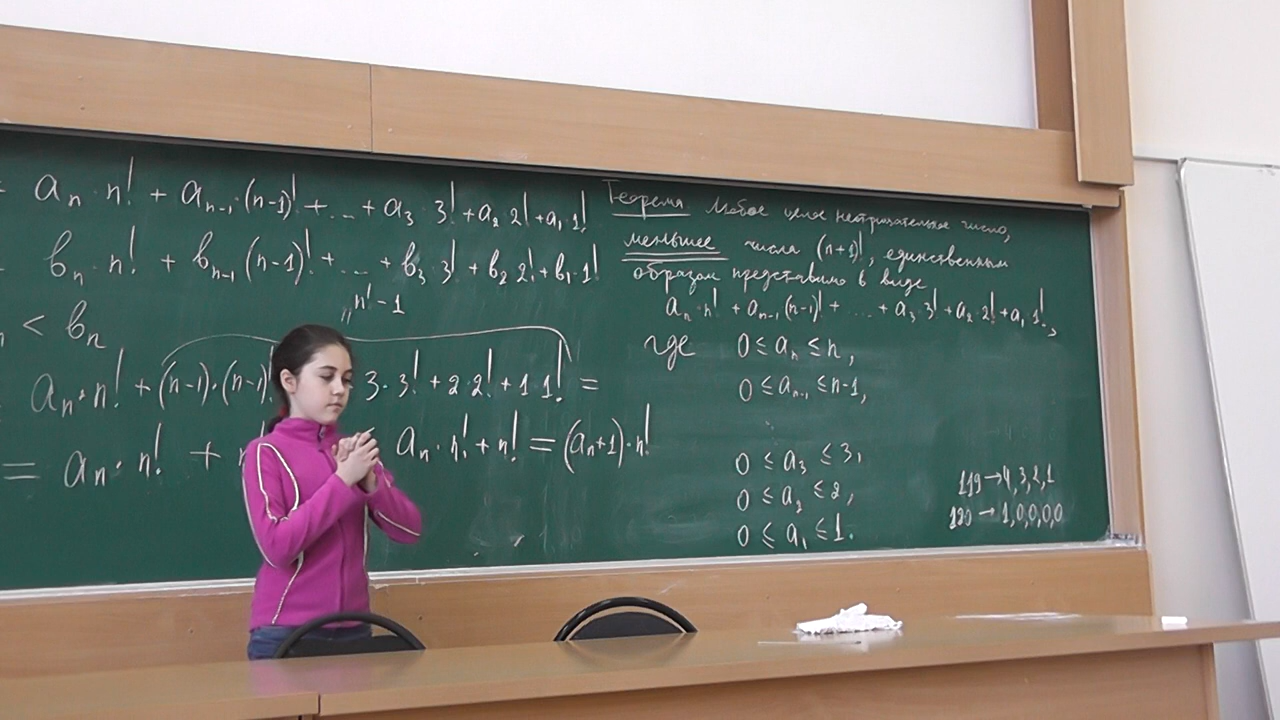 = aₙ · n! + aₙ₋₁ · (n-1)! + ... + a₃ · 3! + a₂ · 2! + a₁ · 1!
bₙ · n! + bₙ₋₁ (n-1)! + ... + b₃ · 3! + b₂ · 2! + b₁ · 1!
n! - 1
< bₙ
aₙ · n! + (n-1) · (n-1)! 3 · 3! + 2 · 2! + 1 · 1! =
= aₙ · n! + aₙ · n! + n! = (aₙ+1) · n!
Теорема Любое целое неотрицательное число,
меньшее числа (n+1)!, единственным
образом представимо в виде
aₙ · n! + aₙ₋₁ (n-1)! + ... + a₃ · 3! + a₂ · 2! + a₁ · 1!,
где 0 ≤ aₙ ≤ n,
0 ≤ aₙ₋₁ ≤ n-1,
0 ≤ a₃ ≤ 3,
0 ≤ a₂ ≤ 2,
0 ≤ a₁ ≤ 1.
119 → 4, 3, 2, 1
120 → 1, 0, 0, 0, 0